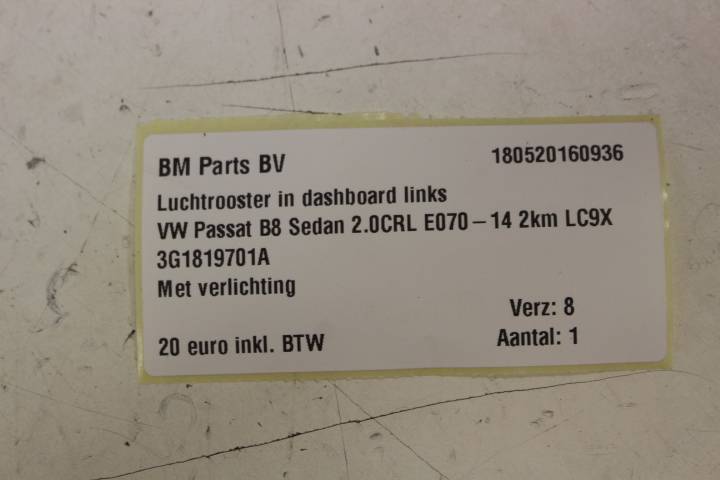 BM Parts BV 180520160936
Luchtrooster in dashboard links
VW Passat B8 Sedan 2.0CRL E070-14 2km LC9X
3G1819701A
Met verlichting
Verz: 8
20 euro inkl. BTW Aantal: 1